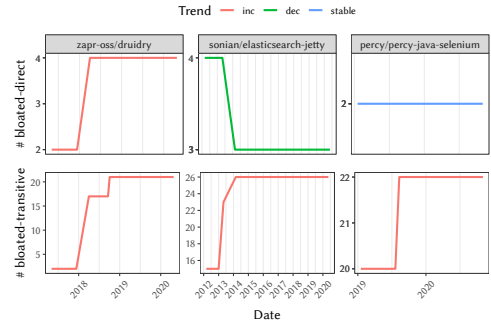 Trend inc dec stable
zapr-oss/druidry sonian/elasticsearch-jetty percy/percy-java-selenium
# bloated-direct
4 4
3 2
2 3
# bloated-transitive
20 26 22
24
15 22 21
20
10 18
5 16 20
2018 2019 2020 2012 2013 2014 2015 2016 2017 2018 2019 2020 2019 2020
Date